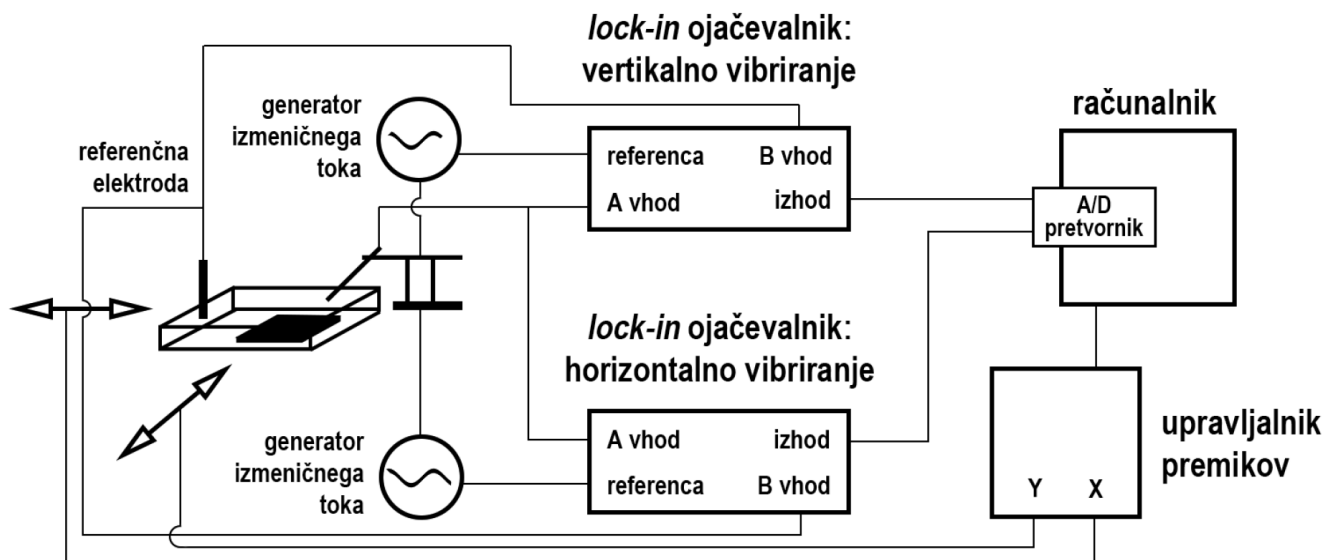 lock-in ojačevalnik:
vertikalno vibriranje
računalnik
generator
izmeničnega
toka
referenčna
elektroda
referenca B vhod
A vhod izhod
A/D
pretvornik
lock-in ojačevalnik:
horizontalno vibriranje
generator
izmeničnega
toka
A vhod izhod
referenca B vhod
upravljalnik
premikov
Y X